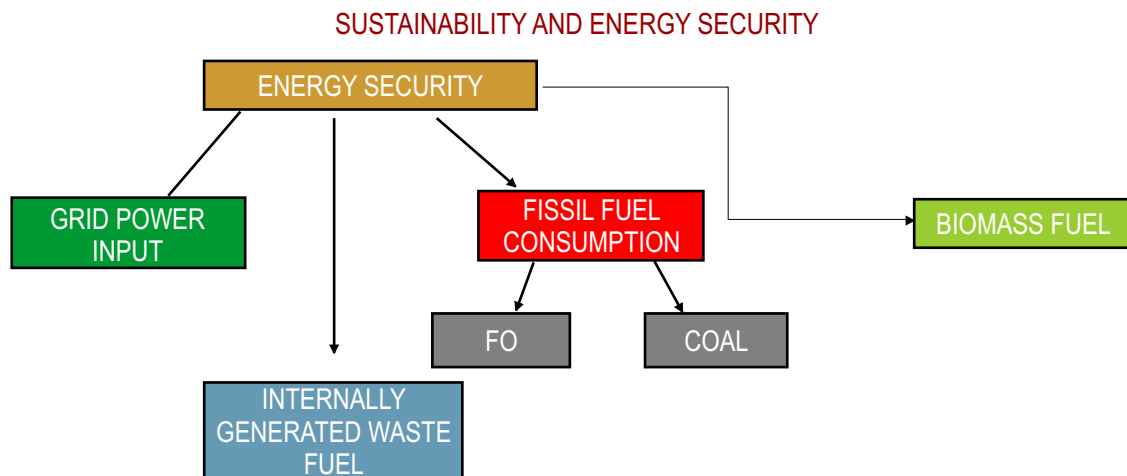 SUSTAINABILITY AND ENERGY SECURITY
ENERGY SECURITY
GRID POWER
INPUT
FISSIL FUEL
CONSUMPTION
BIOMASS FUEL
FO
COAL
INTERNALLY
GENERATED WASTE
FUEL